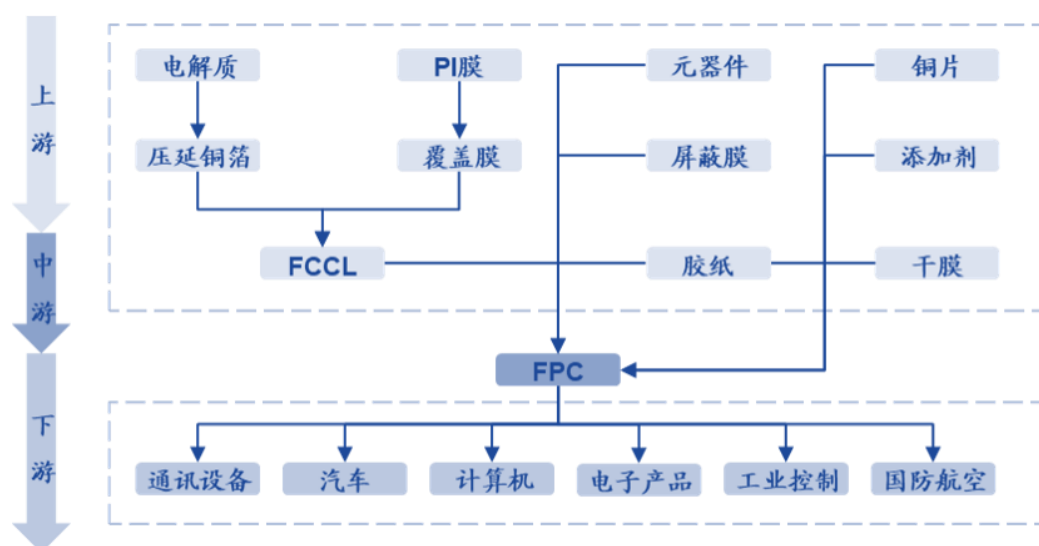 上游
中游
下游
电解质 PI膜 元器件 铜片
压延铜箔 覆盖膜 屏蔽膜 添加剂
FCCL 胶纸 干膜
FPC
通讯设备 汽车 计算机 电子产品 工业控制 国防航空